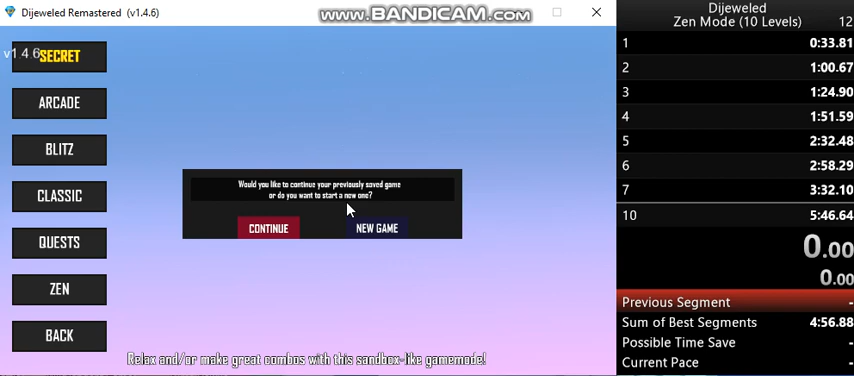 Dijeweled Remastered (v1.4.6)
www.BANDICAM.com
v1.4.6
SECRET
ARCADE
BLITZ
CLASSIC
QUESTS
ZEN
BACK
Would you like to continue your previously saved game
or do you want to start a new one?
CONTINUE
NEW GAME
Relax and/or make great combos with this sandbox-like gamemode!
Dijeweled
Zen Mode (10 Levels) 12
1 0:33.81
2 1:00.67
3 1:24.90
4 1:51.59
5 2:32.48
6 2:58.29
7 3:32.10
10 5:46.64
0.00
0.00
Previous Segment -
Sum of Best Segments 4:56.88
Possible Time Save -
Current Pace -